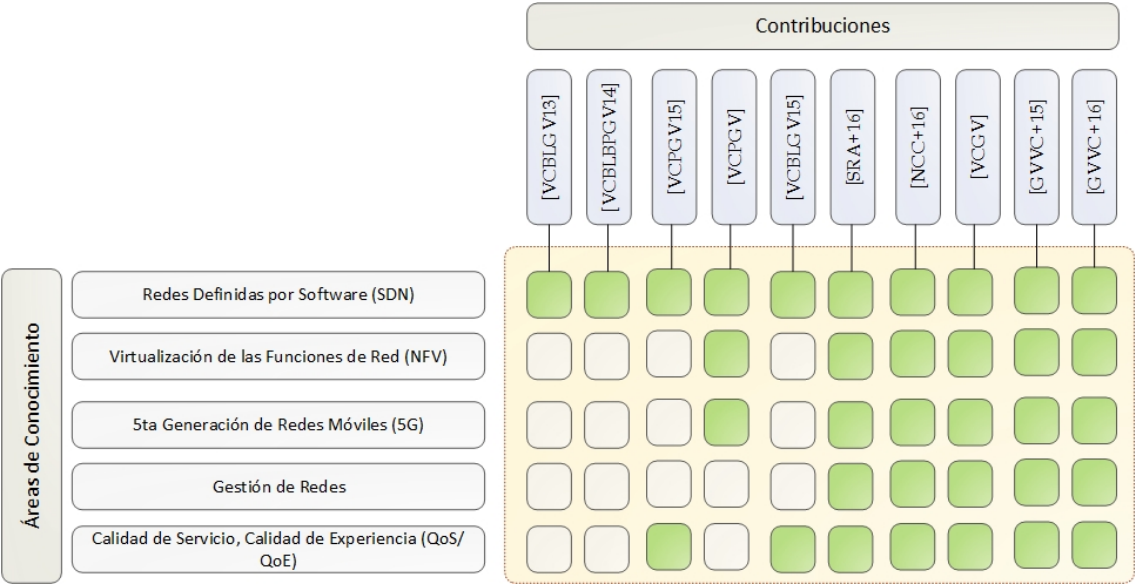 Contribuciones
[VCBLGV13]
[VCBLBPGV14]
[VCPGV15]
[VCPGV]
[VCBLGV15]
[SRA+16]
[NCC+16]
[VCGV]
[GVVC+15]
[GVVC+16]
Áreas de Conocimiento
Redes Definidas por Software (SDN)
Virtualización de las Funciones de Red (NFV)
5ta Generación de Redes Móviles (5G)
Gestión de Redes
Calidad de Servicio, Calidad de Experiencia (QoS/
QoE)